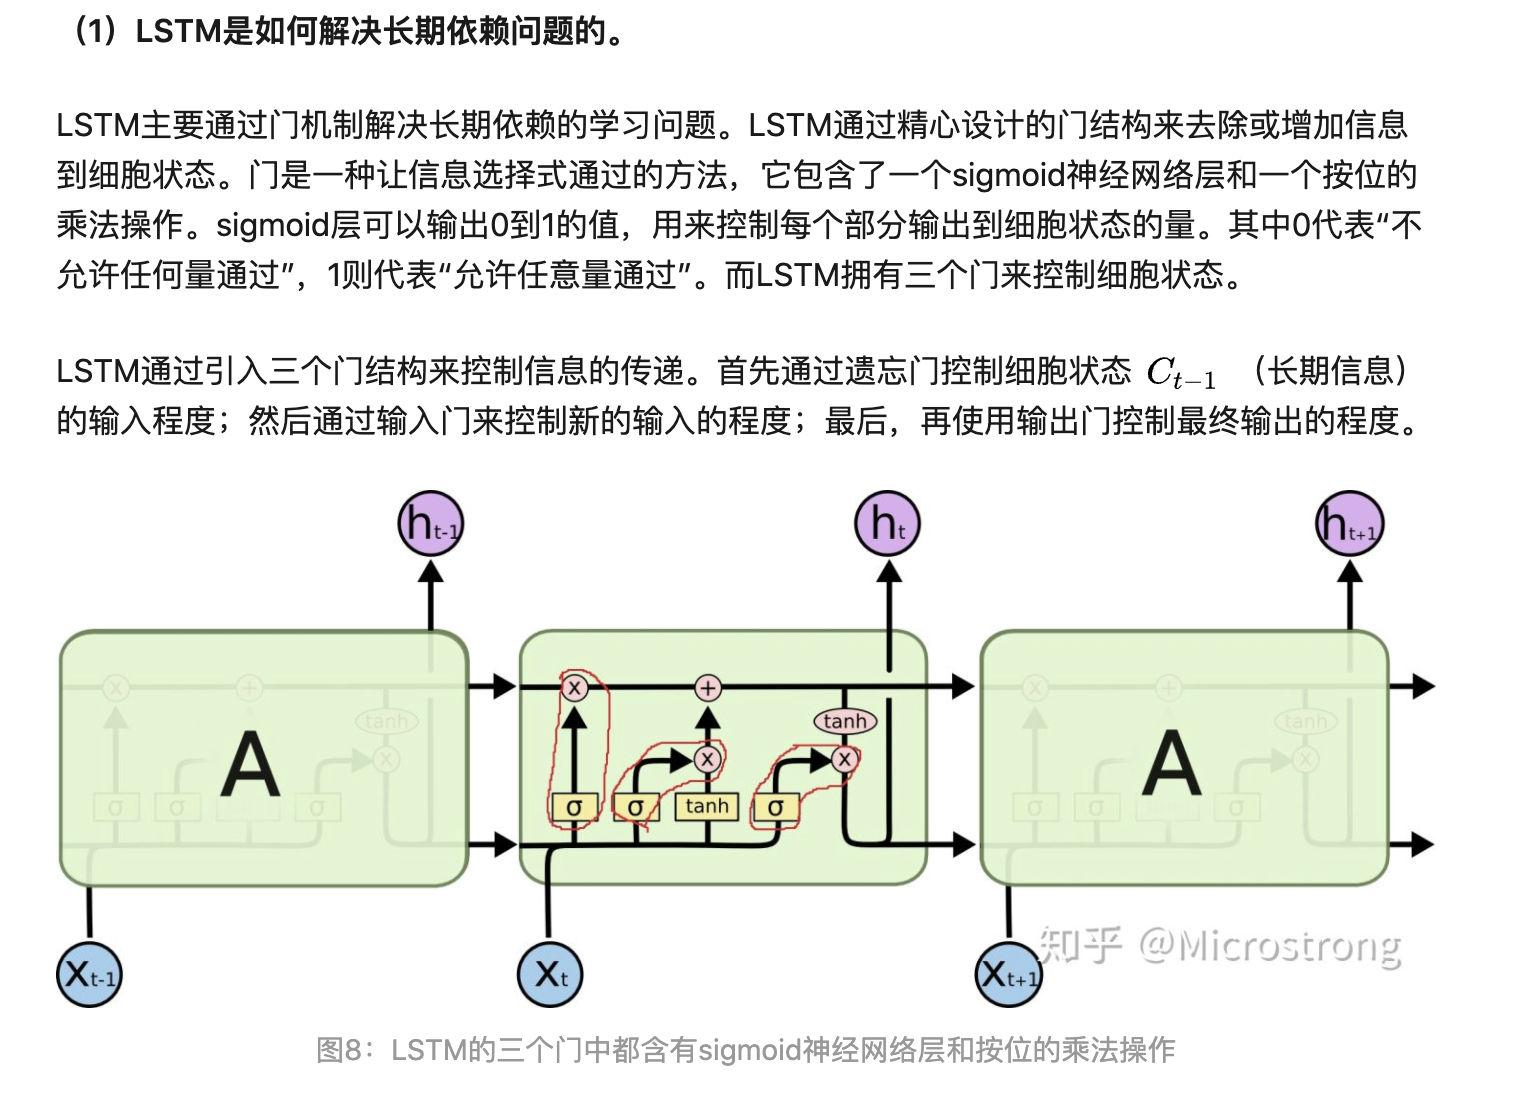 （1）LSTM是如何解决长期依赖问题的。
LSTM主要通过门机制解决长期依赖的学习问题。LSTM通过精心设计的门结构来去除或增加信息
到细胞状态。门是一种让信息选择式通过的方法，它包含了一个sigmoid神经网络层和一个按位的
乘法操作。sigmoid层可以输出0到1的值，用来控制每个部分输出到细胞状态的量。其中0代表“不
允许任何量通过”，1则代表“允许任意量通过”。而LSTM拥有三个门来控制细胞状态。
LSTM通过引入三个门结构来控制信息的传递。首先通过遗忘门控制细胞状态 C_{t−1} （长期信息）
的输入程度；然后通过输入门来控制新的输入的程度；最后，再使用输出门控制最终输出的程度。
h t-1 h t h t+1
x + x + x +
tanh tanh tanh
x x x x
A A
σ σ σ σ σ tanh σ σ σ σ
X t-1 X t X t+1
知乎 @Microstrong
图8：LSTM的三个门中都含有sigmoid神经网络层和按位的乘法操作